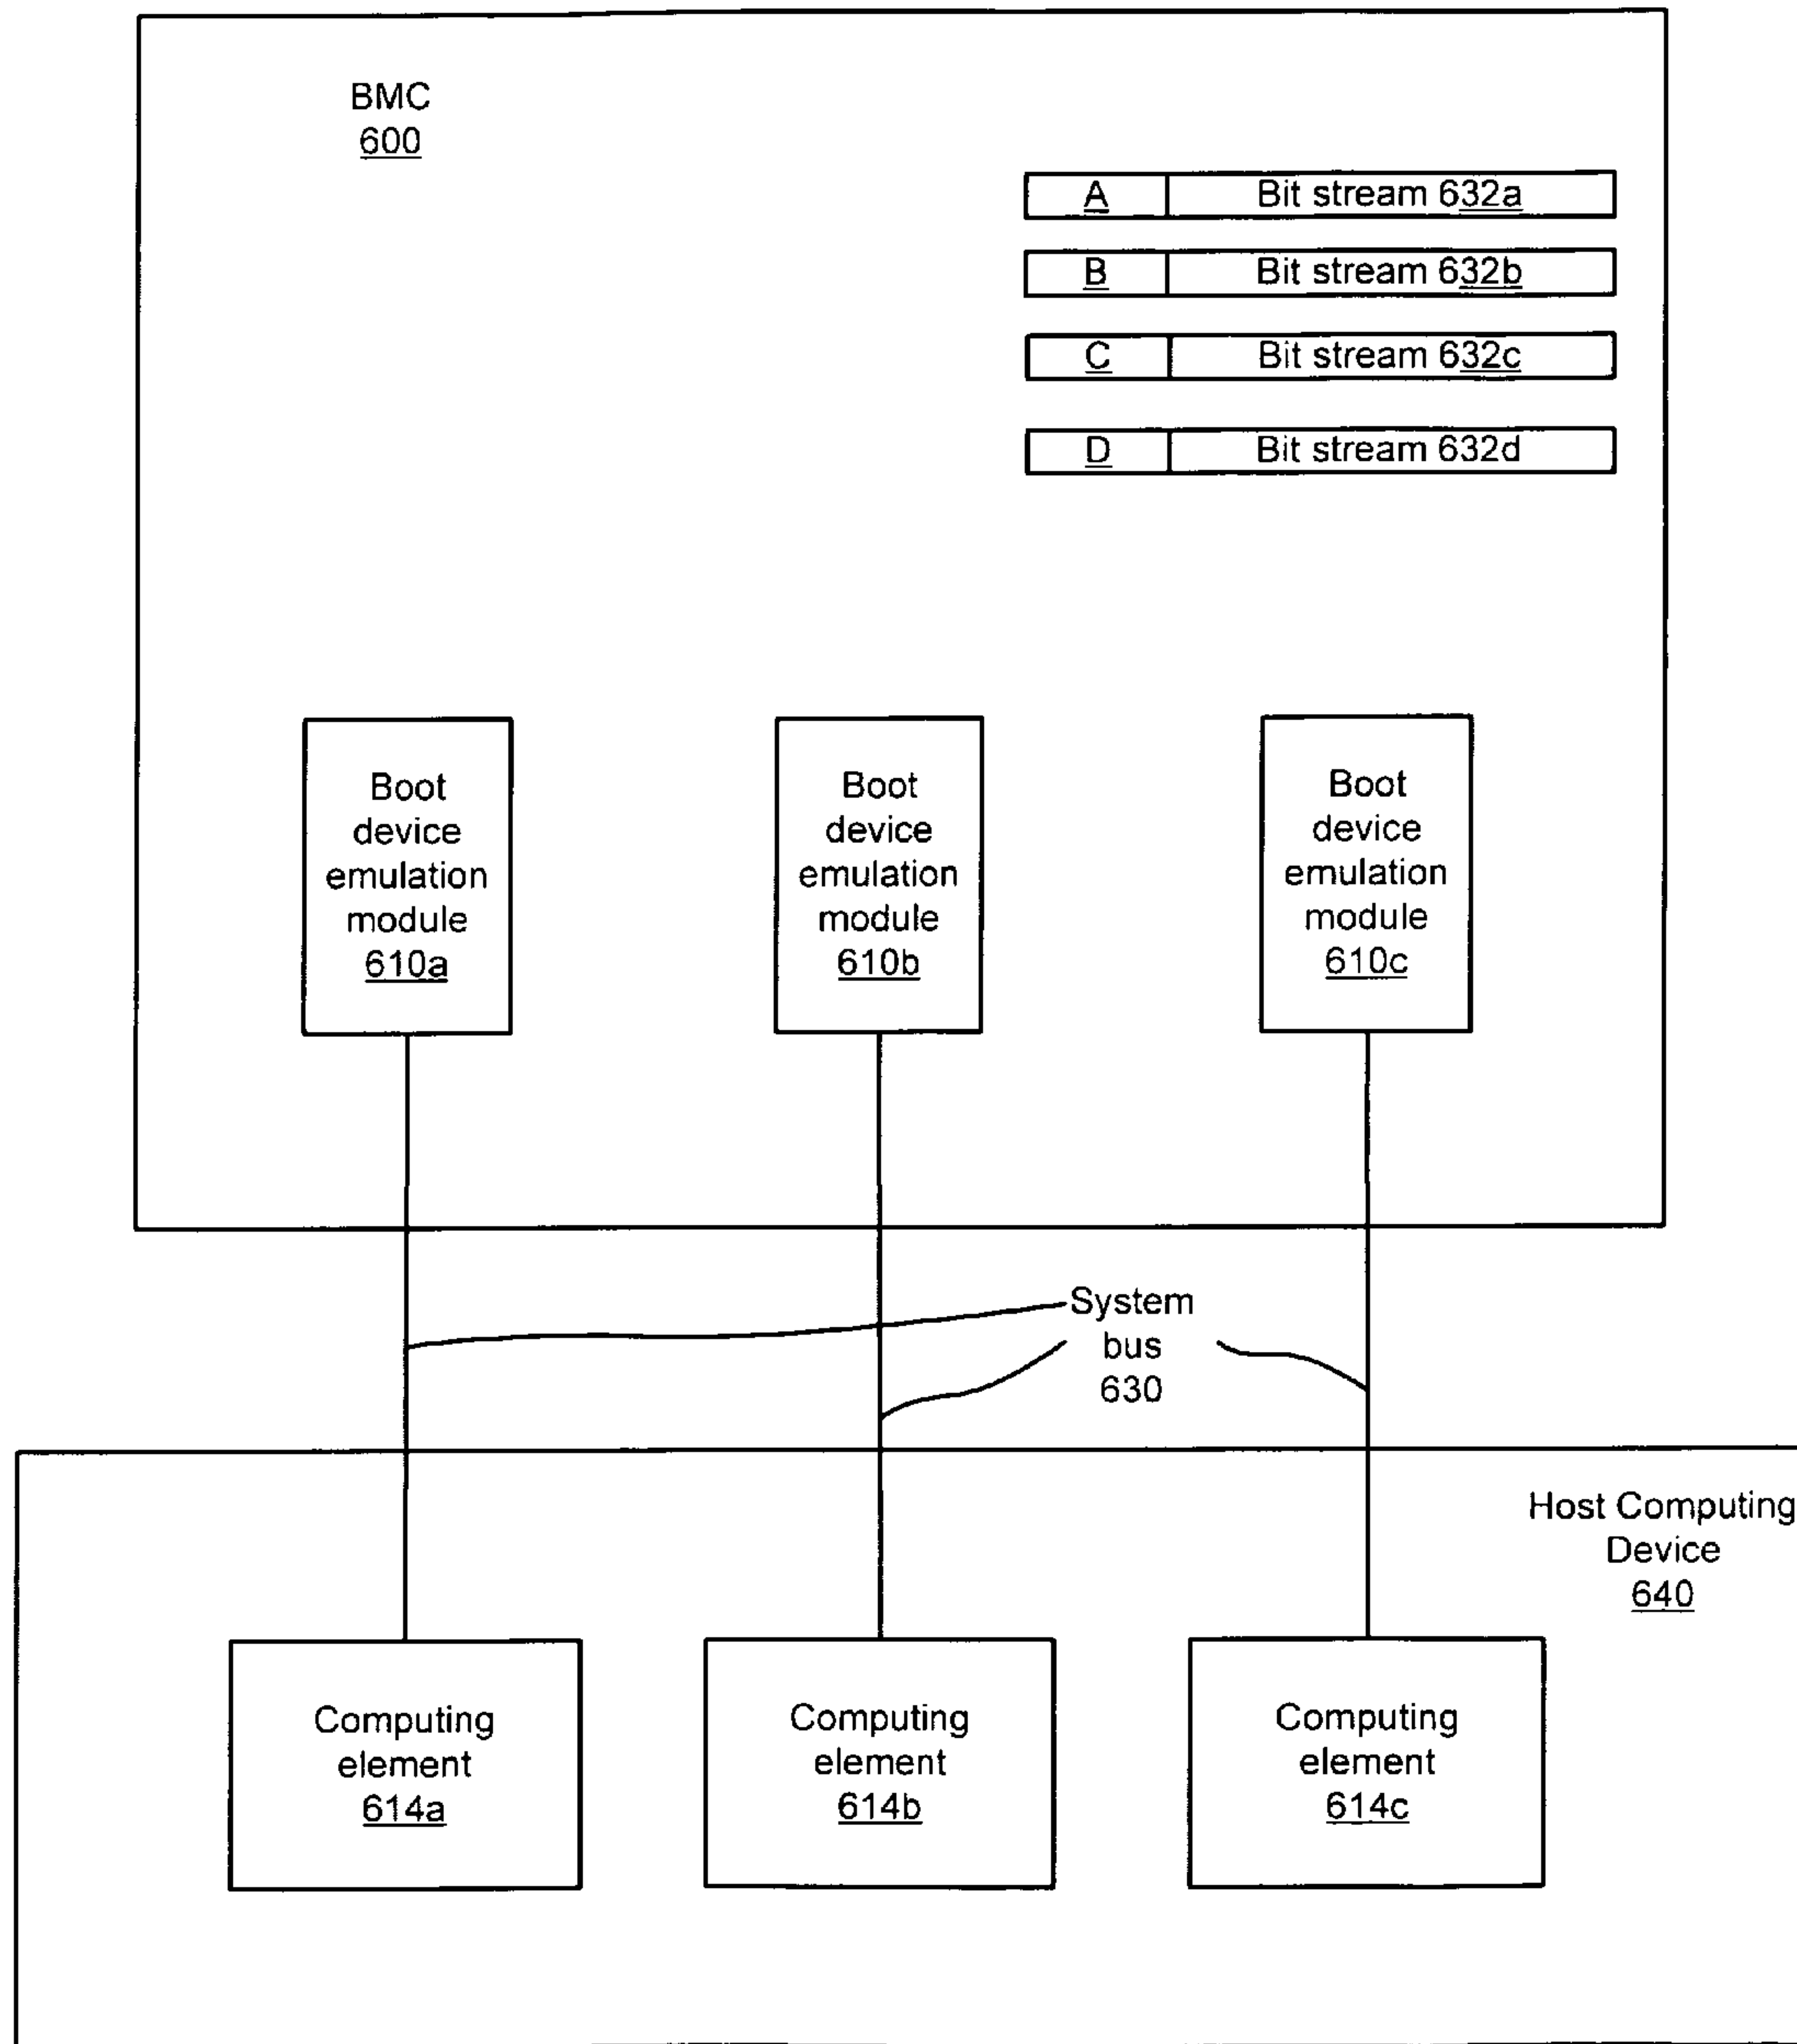 BMC
600
A Bit stream 632a
B Bit stream 632b
C Bit stream 632c
D Bit stream 632d
Boot
device
emulation
module
610a
Boot
device
emulation
module
610b
Boot
device
emulation
module
610c
System
bus
630
Host Computing
Device
640
Computing
element
614a
Computing
element
614b
Computing
element
614c